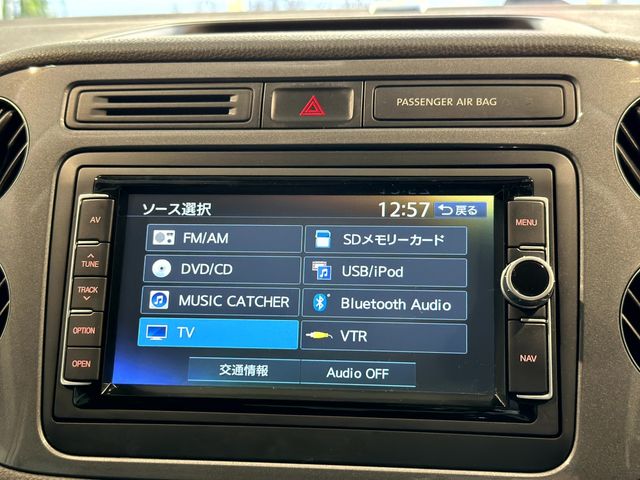 PASSENGER AIR BAG
AV
TUNE
TRACK
OPTION
OPEN
ソース選択
12:57
戻る
FM/AM
SDメモリーカード
DVD/CD
USB/iPod
MUSIC CATCHER
Bluetooth Audio
TV
VTR
交通情報
Audio OFF
MENU
NAV